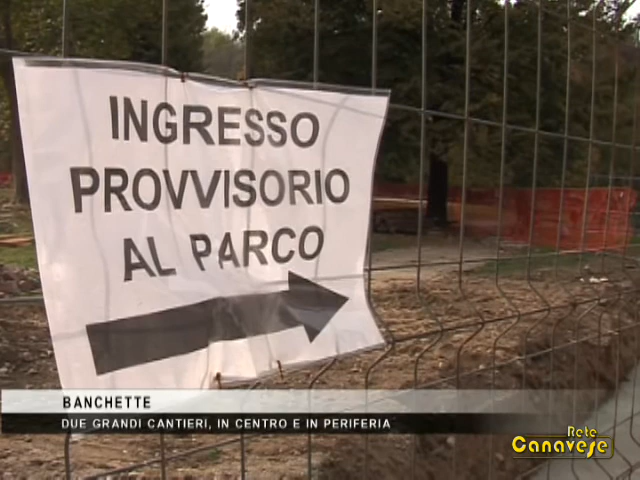 INGRESSO
PROVVISORIO
AL PARCO
BANCHETTE
DUE GRANDI CANTIERI, IN CENTRO E IN PERIFERIA
Rete
Canavese